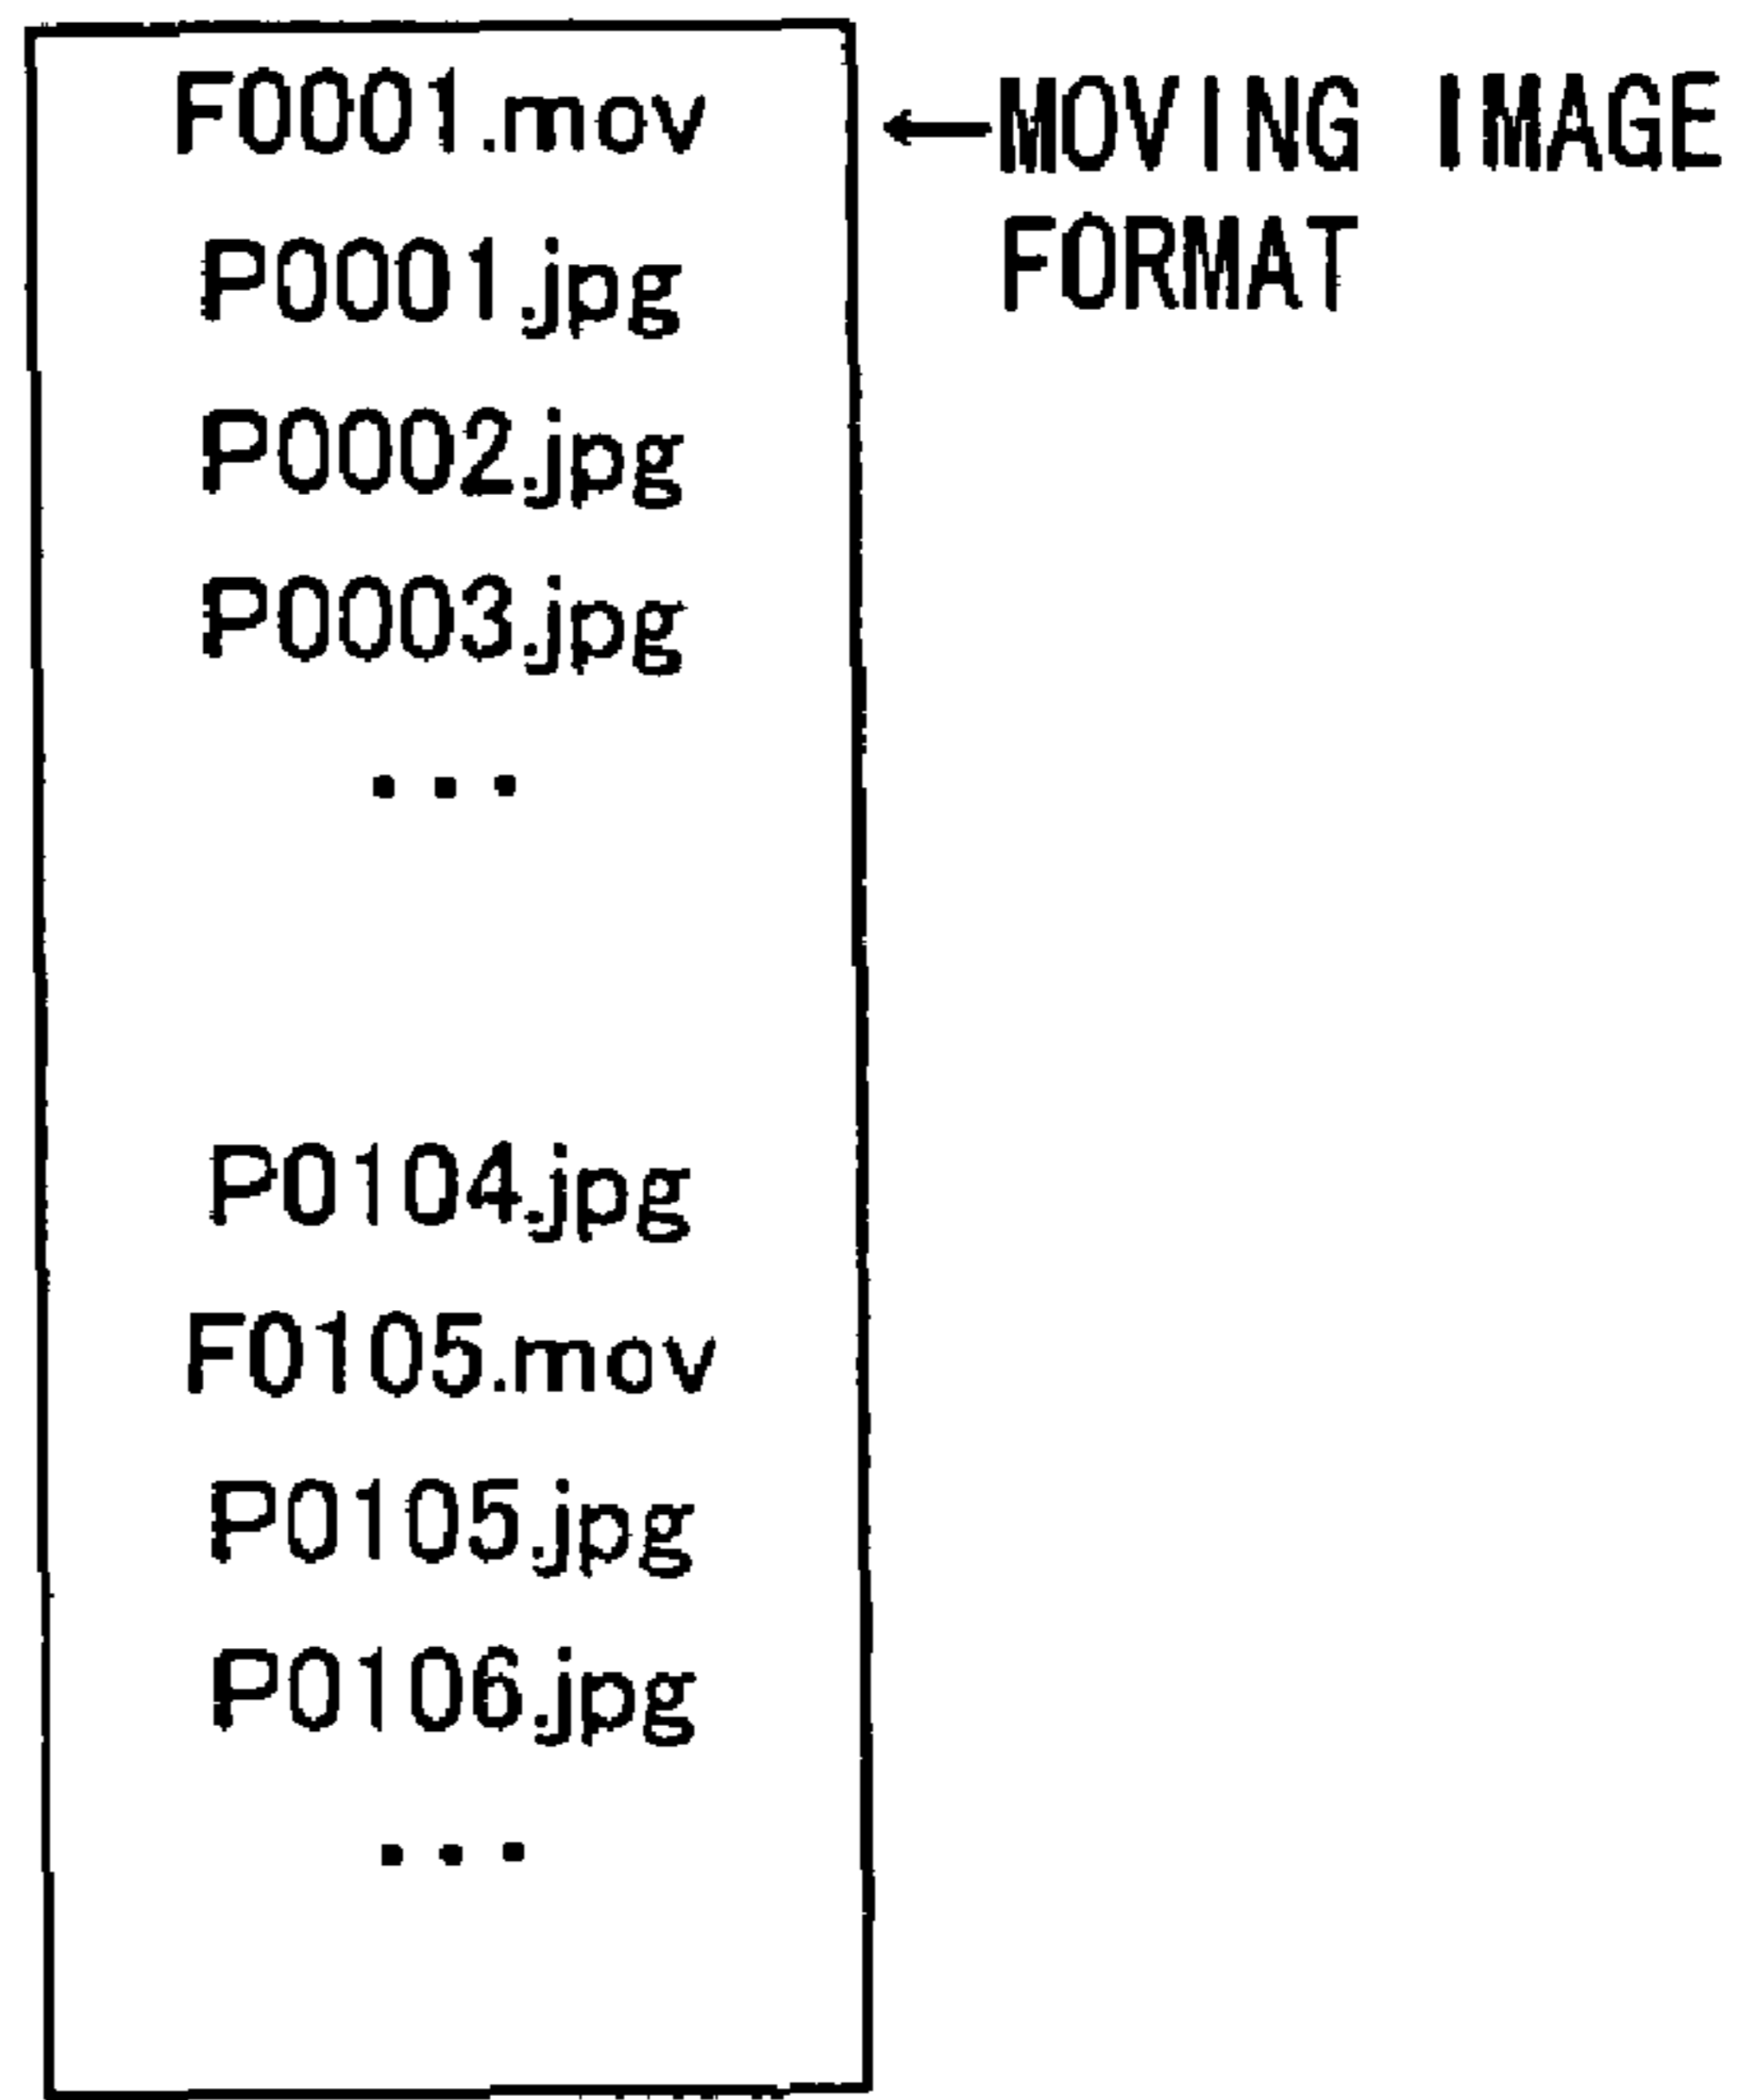 F0001.mov ←MOVING IMAGE
FORMAT
P0001.jpg
P0002.jpg
P0003.jpg
...
P0104.jpg
F0105.mov
P0105.jpg
P0106.jpg
...